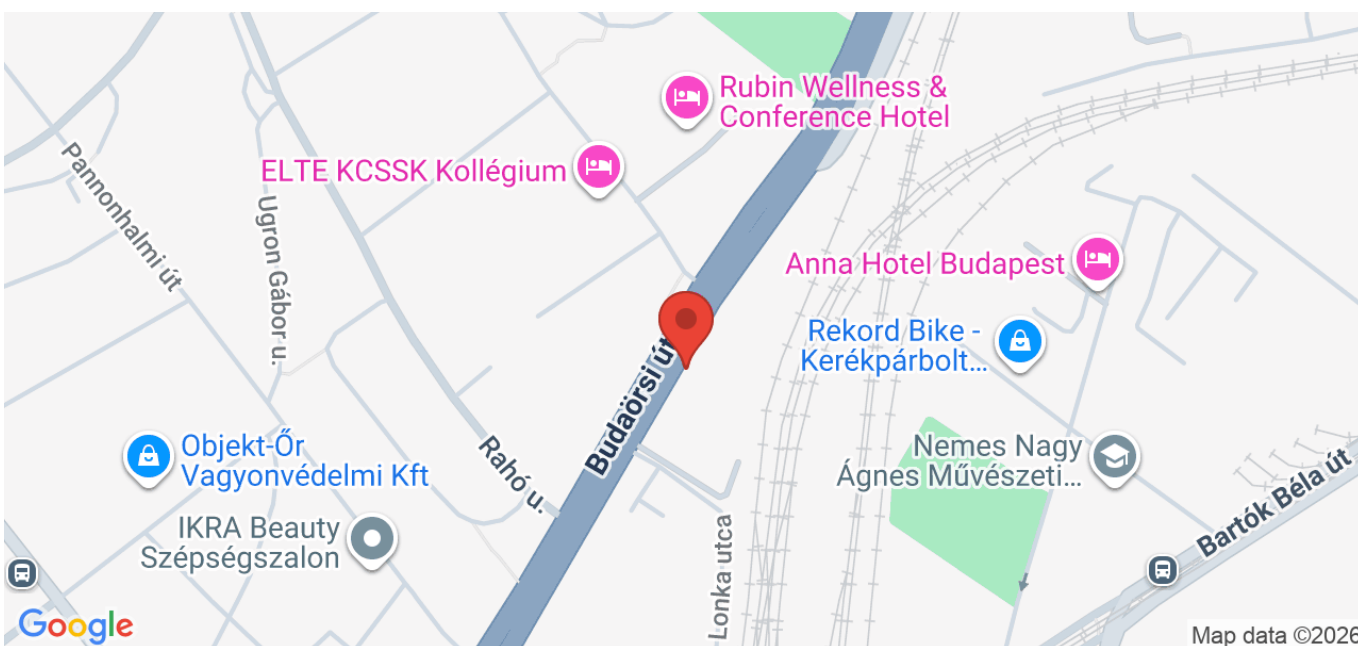 Rubin Wellness &
Conference Hotel
ELTE KCSSK Kollégium
Pannonhalmi út
Ugron Gábor u.
Anna Hotel Budapest
Rekord Bike -
Kerékpárbolt...
Budaörsi út
Objekt-Őr
Vagyonvédelmi Kft
Rahó u.
Nemes Nagy
Ágnes Művészeti...
Bartók Béla út
IKRA Beauty
Szépségszalon
Lonka utca
Google
Map data ©2026